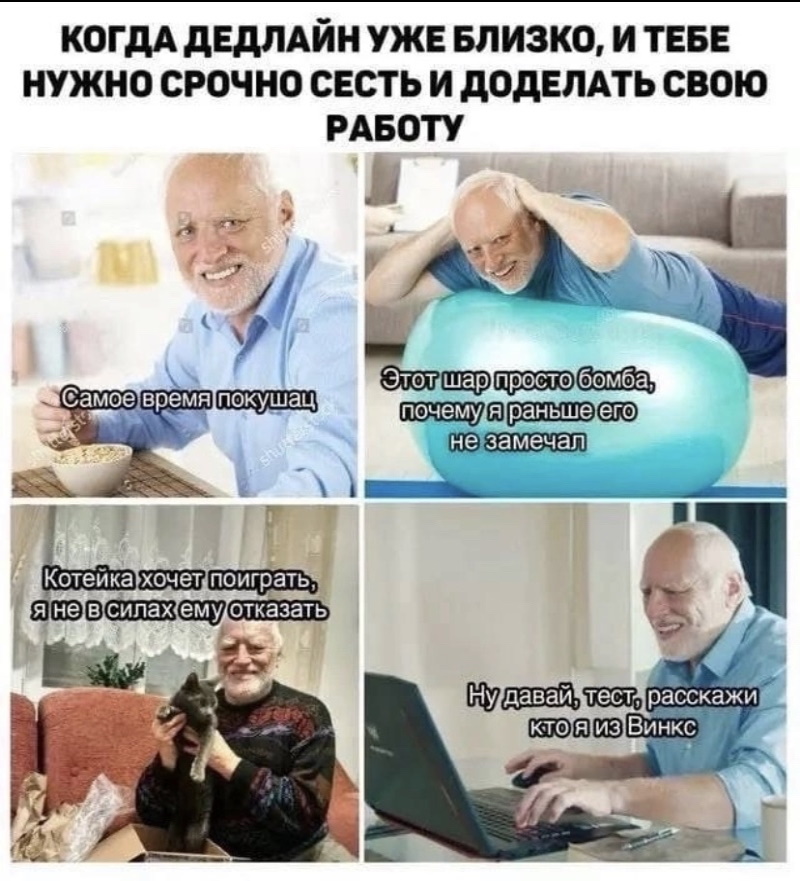 КОГДА ДЕДЛАЙН УЖЕ БЛИЗКО, И ТЕБЕ
НУЖНО СРОЧНО СЕСТЬ И ДОДЕЛАТЬ СВОЮ
РАБОТУ
Самое время покушац
Этот шар просто бомба,
почему я раньше его
не замечал
Котейка хочет поиграть,
я не в силах ему отказать
Ну давай, тест, расскажи
кто я из Винкс